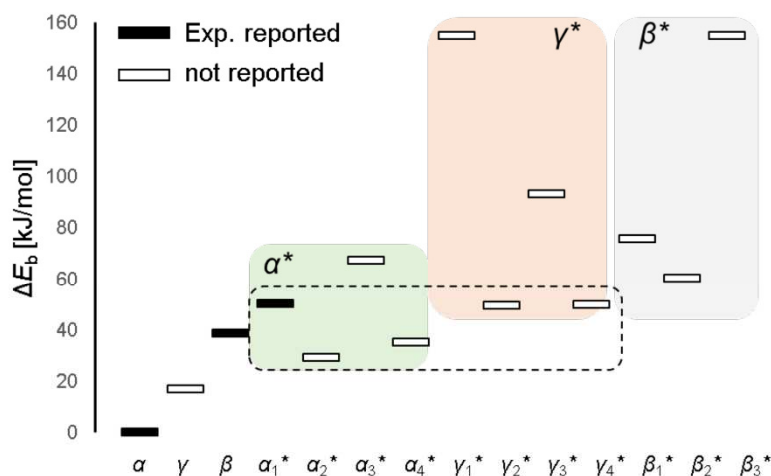 160
140
120
100
80
60
40
20
0
ΔE_b [kJ/mol]
Exp. reported
not reported
α*
γ*
β*
α γ β α₁* α₂* α₃* α₄* γ₁* γ₂* γ₃* γ₄* β₁* β₂* β₃*